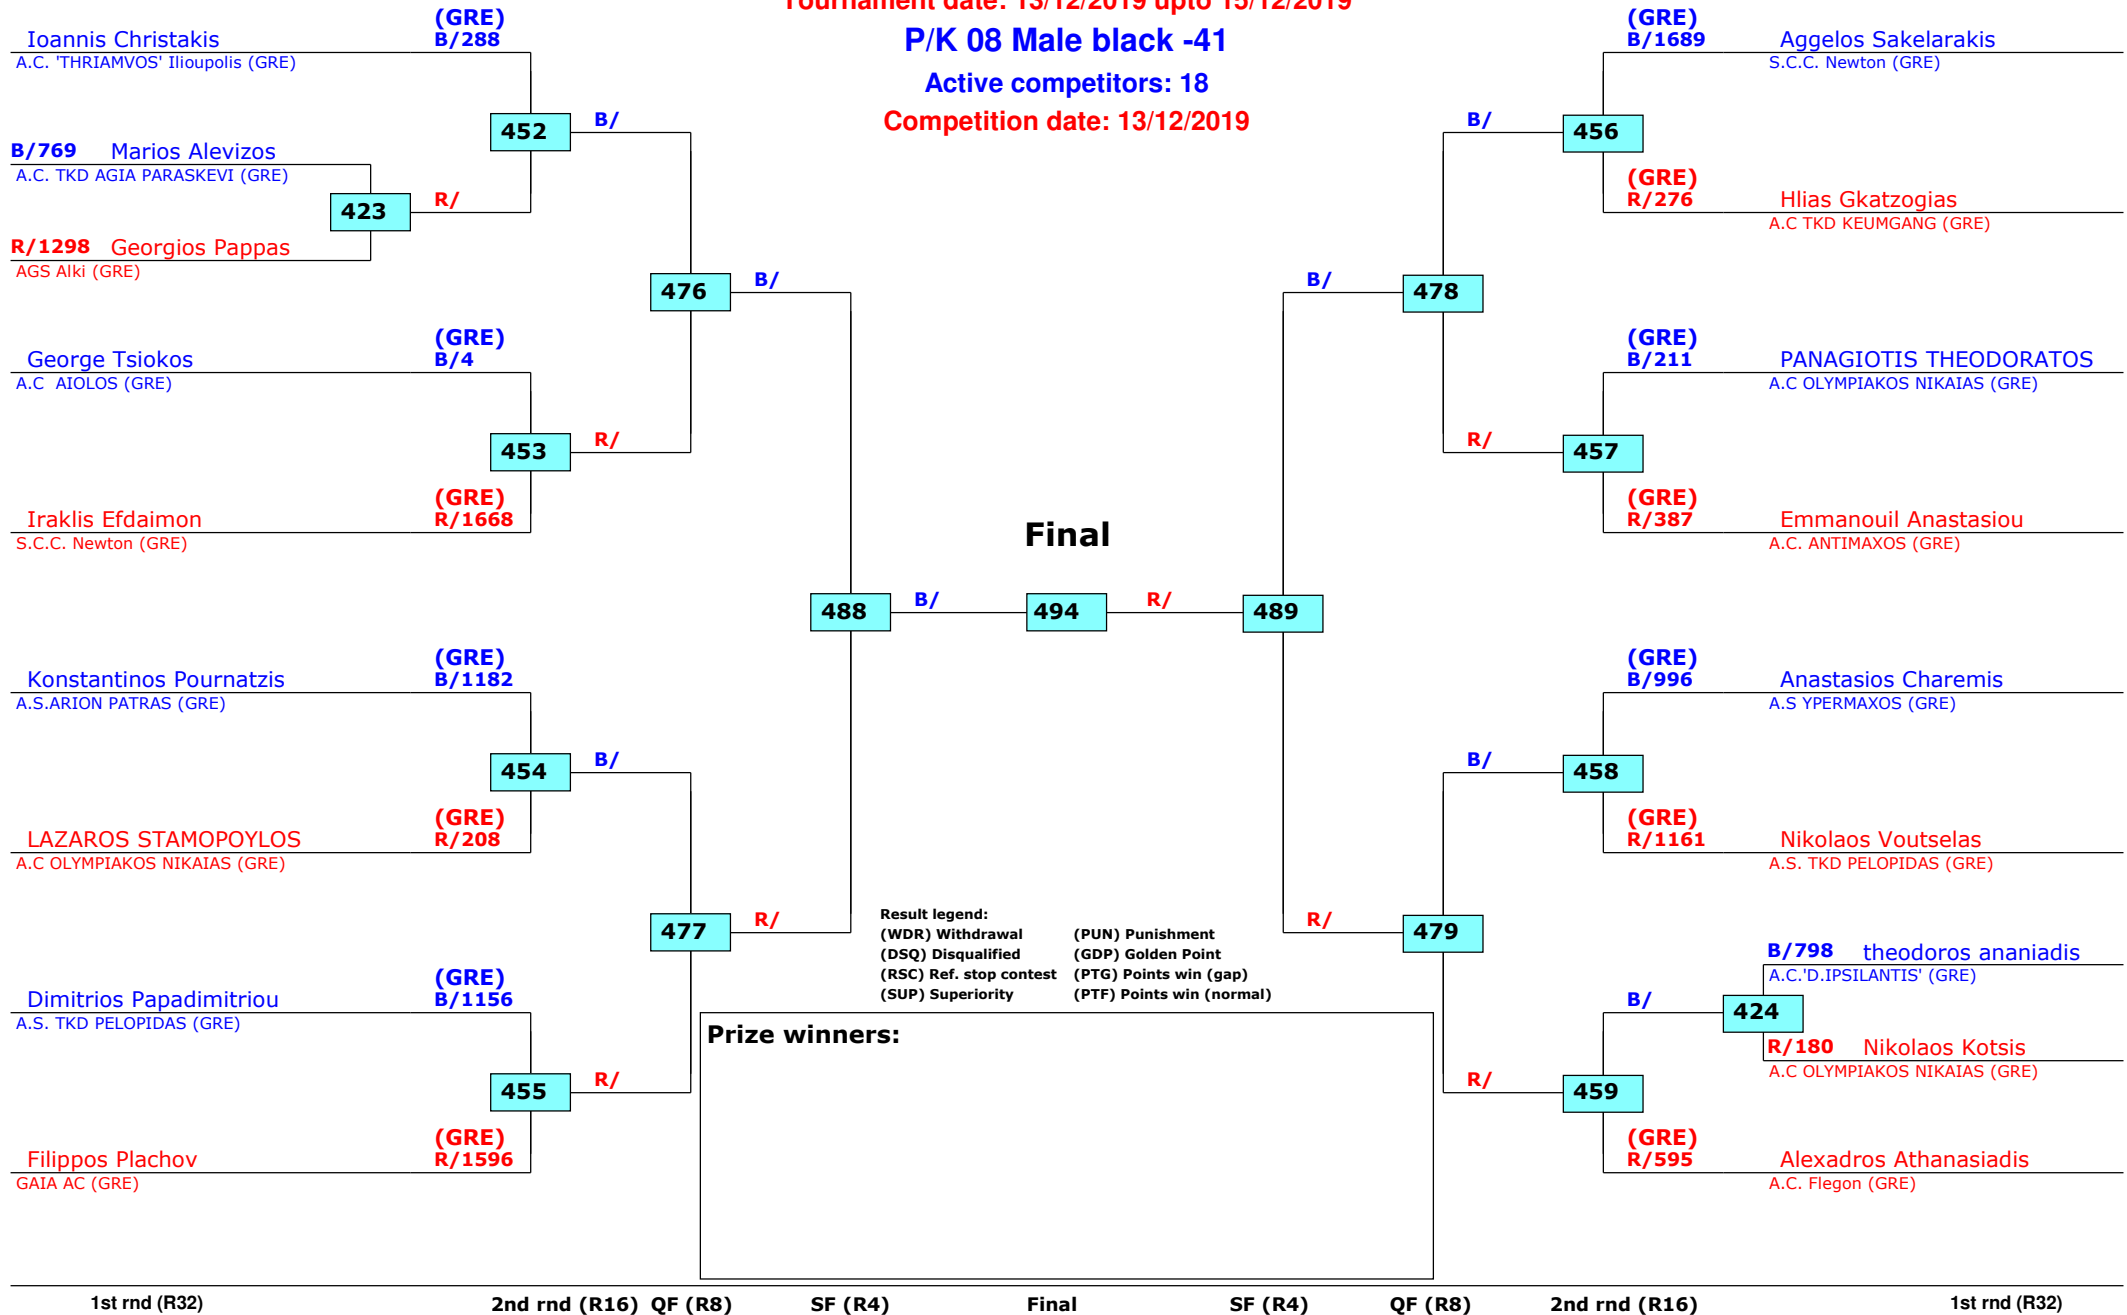 Tournament date: 13/12/2019 upto 15/12/2019
P/K 08 Male black -41
Active competitors: 18
Competition date: 13/12/2019
(GRE)
Ioannis Christakis B/288
A.C. 'THRIAMVOS' Ilioupolis (GRE)
452
B/
B/769 Marios Alevizos
A.C. TKD AGIA PARASKEVI (GRE)
423
R/
R/1298 Georgios Pappas
AGS Alki (GRE)
476
B/
(GRE)
George Tsiokos B/4
A.C AIOLOS (GRE)
453
R/
(GRE)
Iraklis Efdaimon R/1668
S.C.C. Newton (GRE)
488
B/
(GRE)
Konstantinos Pournatzis B/1182
A.S.ARION PATRAS (GRE)
454
B/
(GRE)
LAZAROS STAMOPOYLOS R/208
A.C OLYMPIAKOS NIKAIAS (GRE)
477
R/
(GRE)
Dimitrios Papadimitriou B/1156
A.S. TKD PELOPIDAS (GRE)
455
R/
(GRE)
Filippos Plachov R/1596
GAIA AC (GRE)
Final
494
R/
489
(GRE)
B/1689 Aggelos Sakelarakis
S.C.C. Newton (GRE)
B/
456
(GRE)
R/276 Hlias Gkatzogias
A.C TKD KEUMGANG (GRE)
B/
478
(GRE)
B/211 PANAGIOTIS THEODORATOS
A.C OLYMPIAKOS NIKAIAS (GRE)
R/
457
(GRE)
R/387 Emmanouil Anastasiou
A.C. ANTIMAXOS (GRE)
(GRE)
B/996 Anastasios Charemis
A.S YPERMAXOS (GRE)
B/
458
(GRE)
R/1161 Nikolaos Voutselas
A.S. TKD PELOPIDAS (GRE)
R/
479
B/798 theodoros ananiadis
A.C.'D.IPSILANTIS' (GRE)
B/
424
R/180 Nikolaos Kotsis
A.C OLYMPIAKOS NIKAIAS (GRE)
R/
459
(GRE)
R/595 Alexadros Athanasiadis
A.C. Flegon (GRE)
Result legend:
(WDR) Withdrawal (PUN) Punishment
(DSQ) Disqualified (GDP) Golden Point
(RSC) Ref. stop contest (PTG) Points win (gap)
(SUP) Superiority (PTF) Points win (normal)
Prize winners:
1st rnd (R32) 2nd rnd (R16) QF (R8) SF (R4) Final SF (R4) QF (R8) 2nd rnd (R16) 1st rnd (R32)